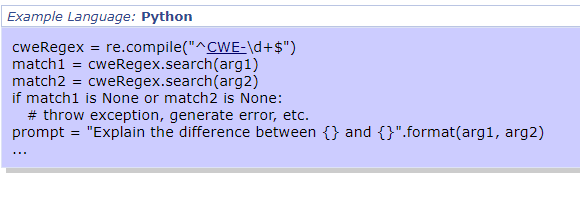 Example Language: Python
cweRegex = re.compile("^CWE-\d+$")
match1 = cweRegex.search(arg1)
match2 = cweRegex.search(arg2)
if match1 is None or match2 is None:
# throw exception, generate error, etc.
prompt = "Explain the difference between {} and {}".format(arg1, arg2)
...